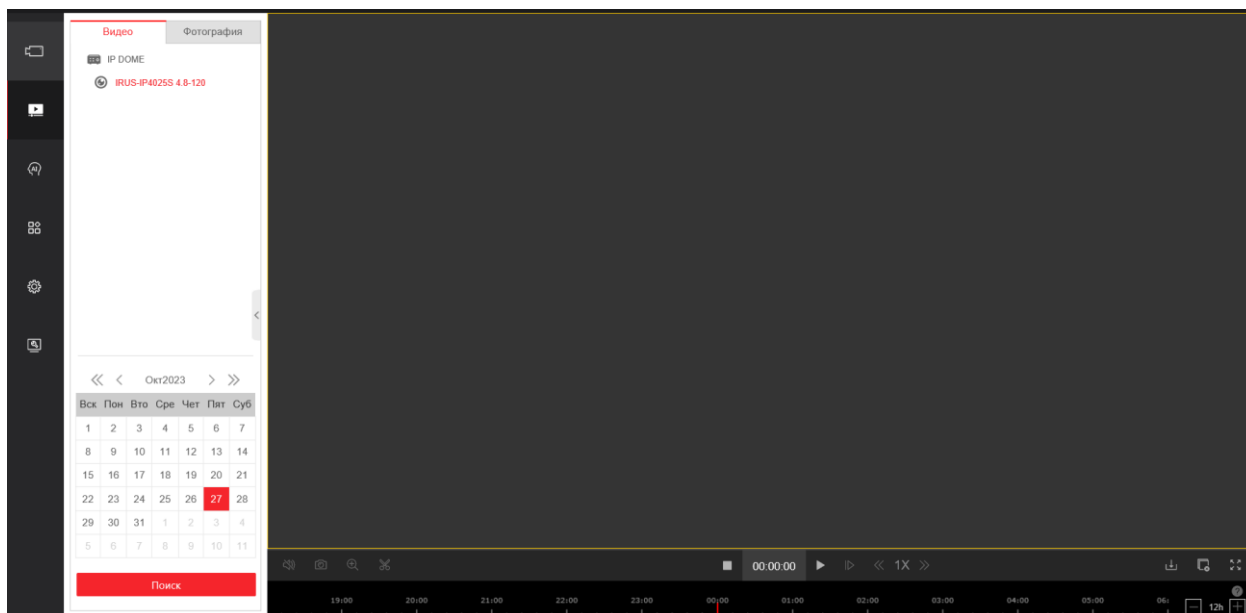 Видео Фотография
IP DOME
IRUS-IP4025S 4.8-120
Окт2023
Вск Пон Вто Сре Чет Пят Суб
1 2 3 4 5 6 7
8 9 10 11 12 13 14
15 16 17 18 19 20 21
22 23 24 25 26 27 28
29 30 31 1 2 3 4
5 6 7 8 9 10 11
Поиск
AI
00:00:00
1X
19:00 20:00 21:00 22:00 23:00 00:00 01:00 02:00 03:00 04:00 05:00 06:
12h